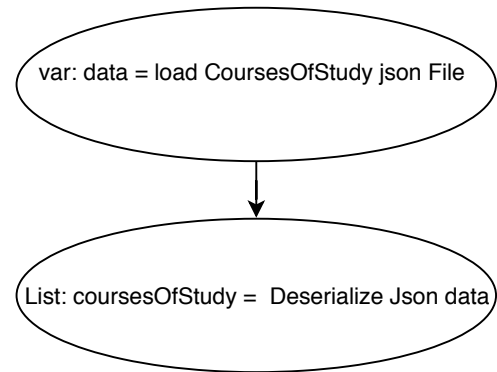 var: data = load CoursesOfStudy json File
List: coursesOfStudy =  Deserialize Json data